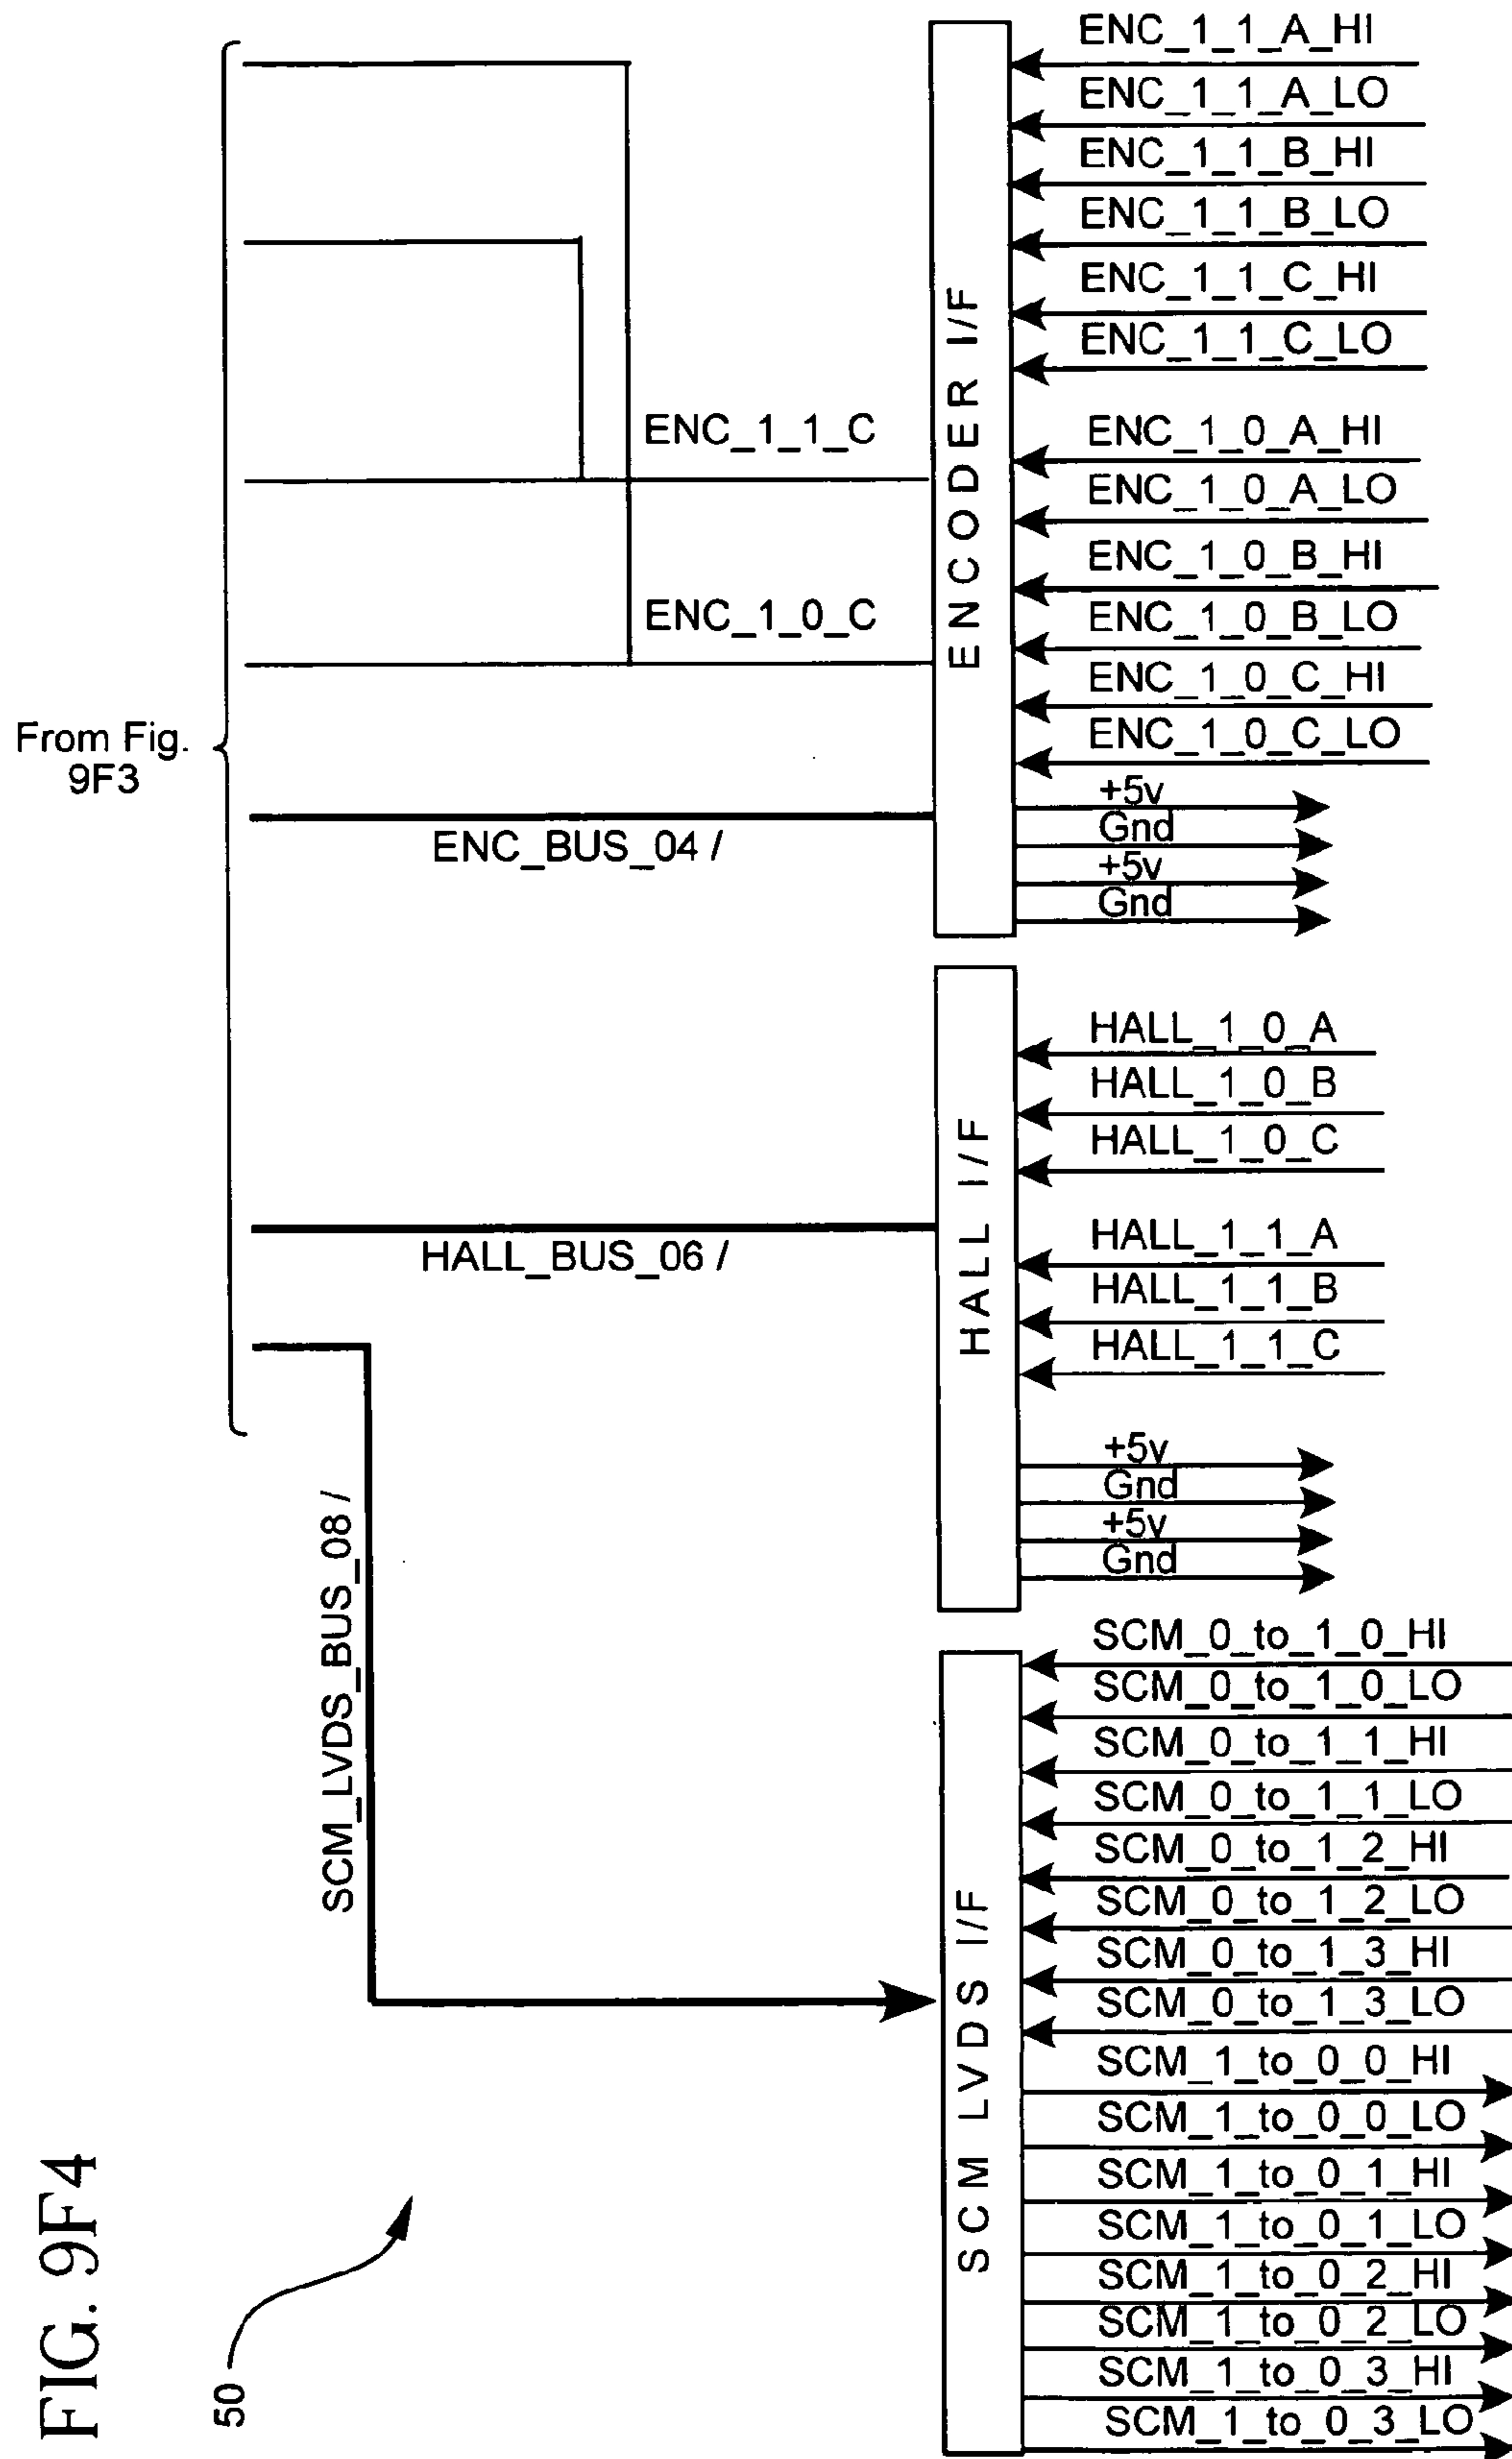 FIG. 9F4
50
From Fig.
9F3
ENC_1_1_C
ENC_1_0_C
ENC_BUS_04 /
HALL_BUS_06 /
SCM_LVDS_BUS_08 /
ENCODER I/F
ENC_1_1_A_HI
ENC_1_1_A_LO
ENC_1_1_B_HI
ENC_1_1_B_LO
ENC_1_1_C_HI
ENC_1_1_C_LO
ENC_1_0_A_HI
ENC_1_0_A_LO
ENC_1_0_B_HI
ENC_1_0_B_LO
ENC_1_0_C_HI
ENC_1_0_C_LO
+5v
Gnd
+5v
Gnd
HALL I/F
HALL_1_0_A
HALL_1_0_B
HALL_1_0_C
HALL_1_1_A
HALL_1_1_B
HALL_1_1_C
+5v
Gnd
+5v
Gnd
SCM LVDS I/F
SCM_0_to_1_0_HI
SCM_0_to_1_0_LO
SCM_0_to_1_1_HI
SCM_0_to_1_1_LO
SCM_0_to_1_2_HI
SCM_0_to_1_2_LO
SCM_0_to_1_3_HI
SCM_0_to_1_3_LO
SCM_1_to_0_0_HI
SCM_1_to_0_0_LO
SCM_1_to_0_1_HI
SCM_1_to_0_1_LO
SCM_1_to_0_2_HI
SCM_1_to_0_2_LO
SCM_1_to_0_3_HI
SCM_1_to_0_3_LO